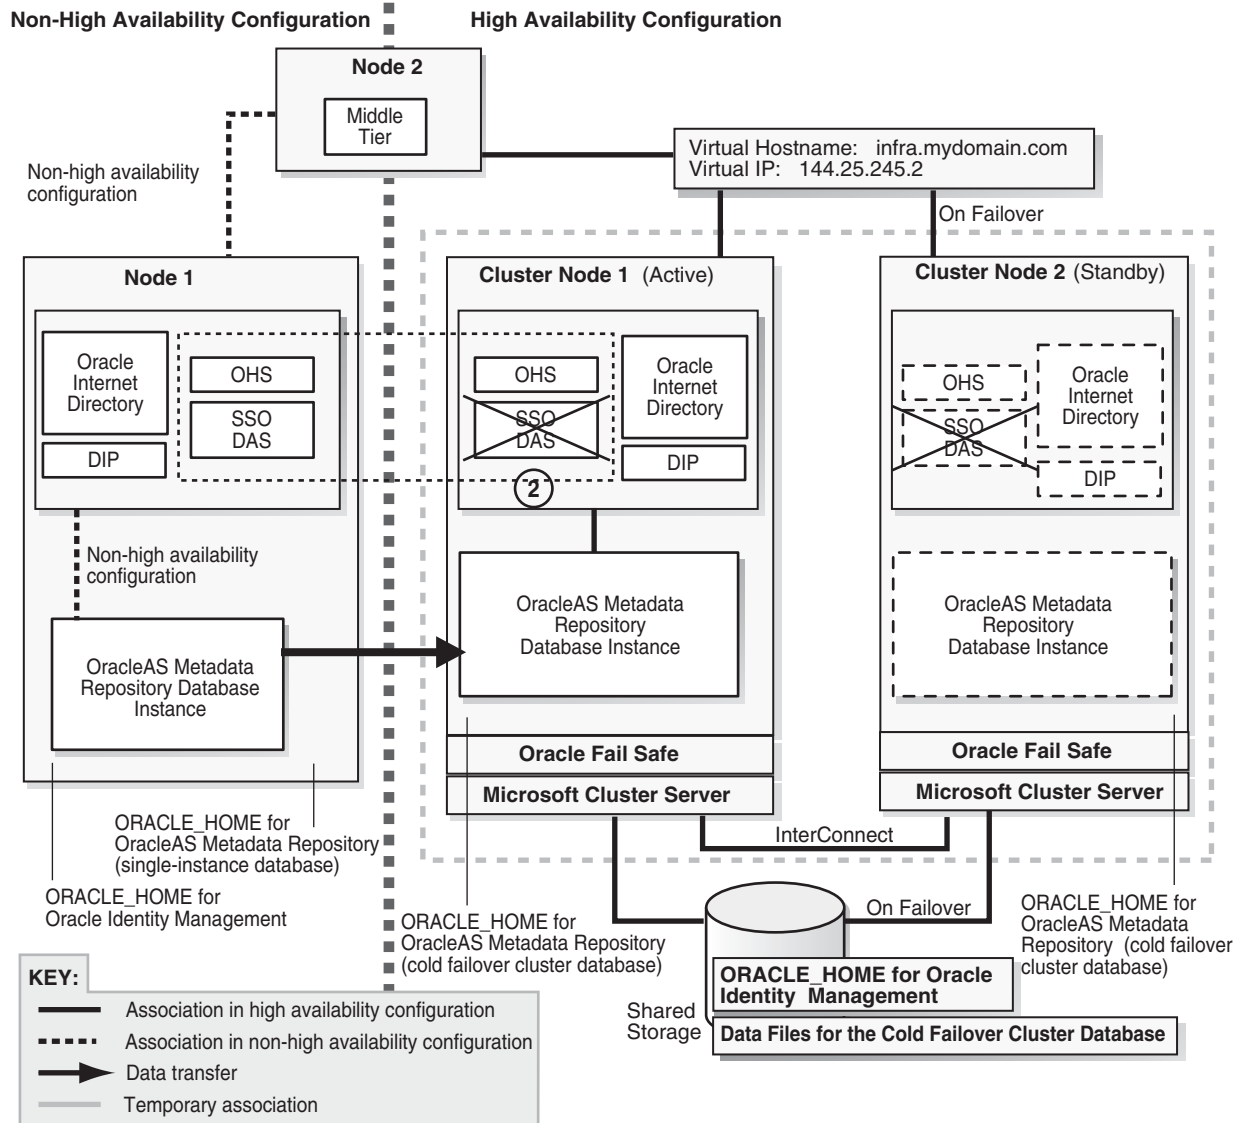 Non-High Availability Configuration
High Availability Configuration
Node 2
Middle
Tier
Virtual Hostname: infra.mydomain.com
Virtual IP: 144.25.245.2
Non-high availability
configuration
On Failover
Node 1
Oracle
Internet
Directory
OHS
SSO
DAS
DIP
Non-high availability
configuration
OracleAS Metadata
Repository Database
Instance
ORACLE_HOME for
OracleAS Metadata Repository
(single-instance database)
ORACLE_HOME for
Oracle Identity Management
Cluster Node 1 (Active)
OHS
SSO
DAS
Oracle
Internet
Directory
DIP
2
OracleAS Metadata
Repository
Database Instance
Oracle Fail Safe
Microsoft Cluster Server
Cluster Node 2 (Standby)
OHS
SSO
DAS
Oracle
Internet
Directory
DIP
OracleAS Metadata
Repository
Database Instance
Oracle Fail Safe
Microsoft Cluster Server
InterConnect
On Failover
ORACLE_HOME for
OracleAS Metadata Repository
(cold failover cluster database)
ORACLE_HOME for
OracleAS Metadata
Repository (cold failover
cluster database)
ORACLE_HOME for Oracle
Identity Management
Shared
Storage
Data Files for the Cold Failover Cluster Database
KEY:
Association in high availability configuration
Association in non-high availability configuration
Data transfer
Temporary association